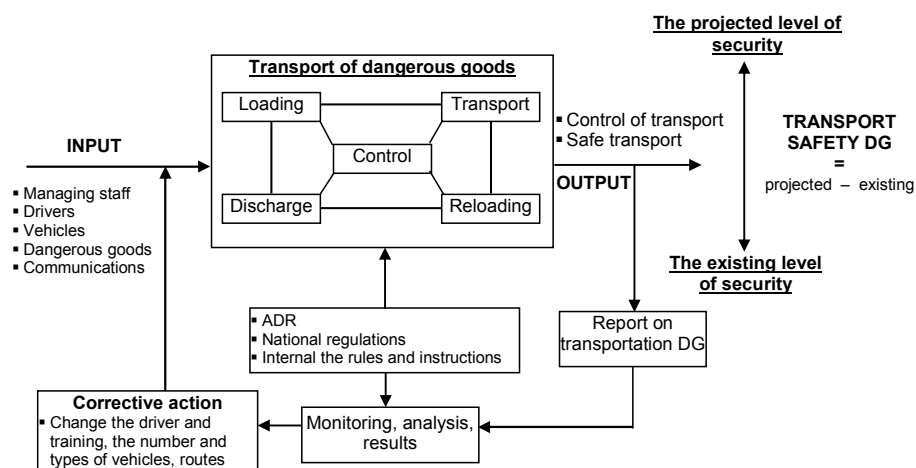 The projected level of
security
Transport of dangerous goods
Loading
Transport
Control
Discharge
Reloading
INPUT
▪ Managing staff
▪ Drivers
▪ Vehicles
▪ Dangerous goods
▪ Communications
▪ Control of transport
▪ Safe transport
OUTPUT
TRANSPORT
SAFETY DG
=
projected – existing
The existing level
of security
▪ ADR
▪ National regulations
▪ Internal the rules and instructions
Report on
transportation DG
Corrective action
▪ Change the driver and
training, the number and
types of vehicles, routes
Monitoring, analysis,
results